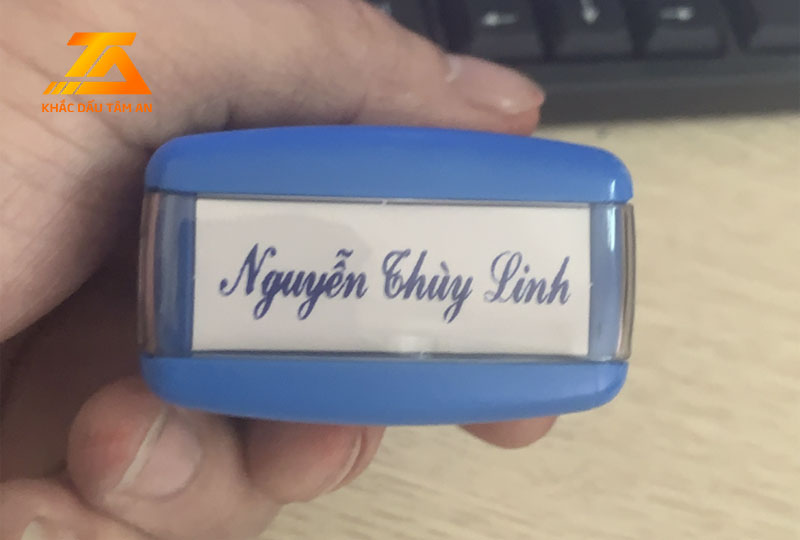 KHẮC DẤU TÂM AN
Nguyễn Thùy Linh